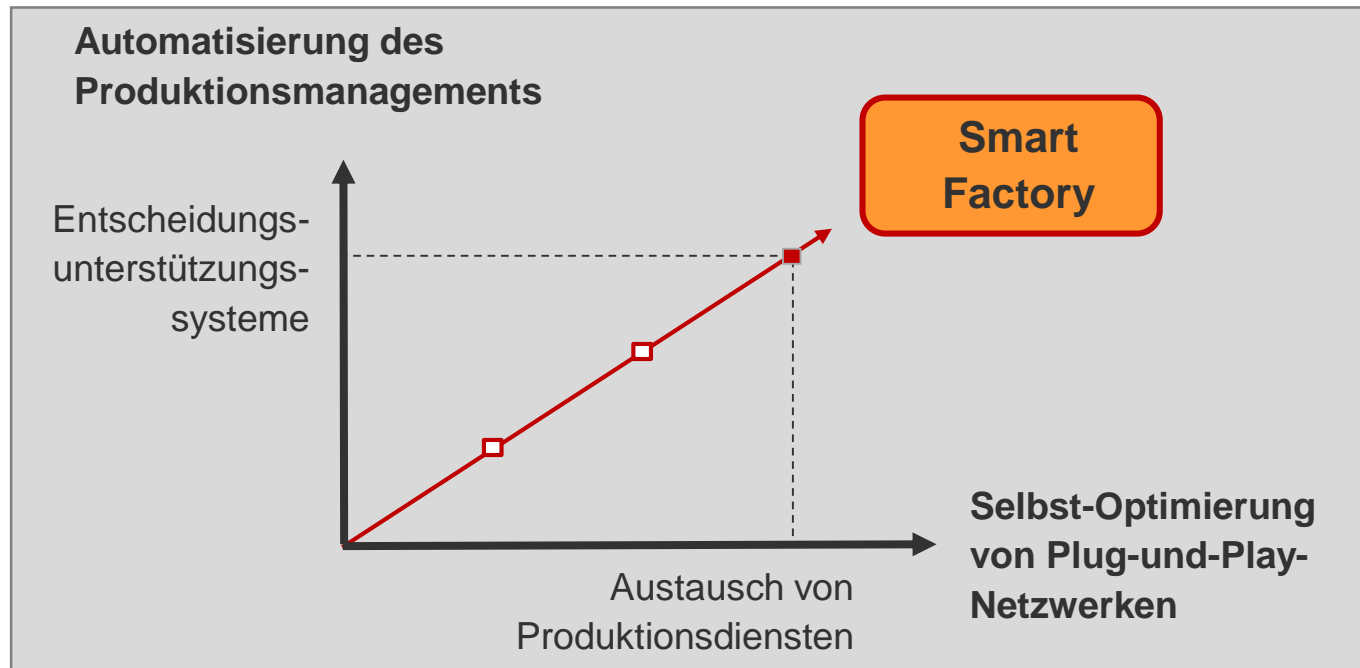 Automatisierung des
Produktionsmanagements
Smart
Factory
Entscheidungs-
unterstützungs-
systeme
Selbst-Optimierung
von Plug-und-Play-
Netzwerken
Austausch von
Produktionsdiensten